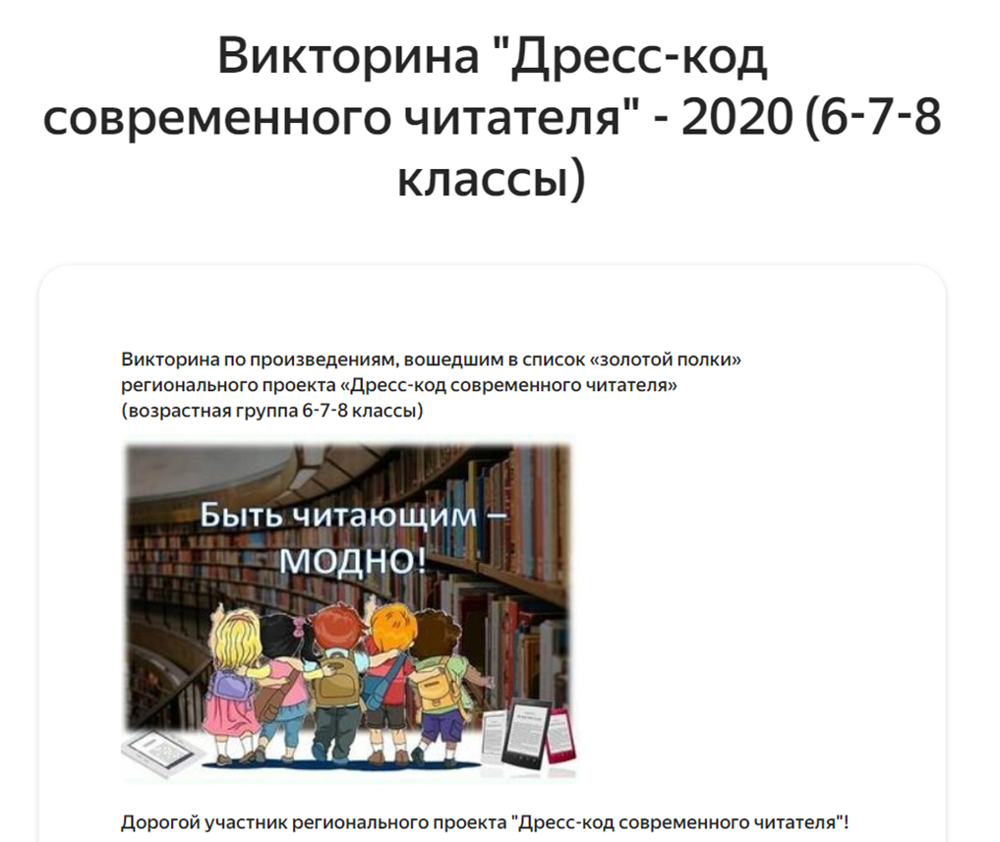 Викторина "Дресс-код
современного читателя" - 2020 (6-7-8
классы)
Викторина по произведениям, вошедшим в список «золотой полки»
регионального проекта «Дресс-код современного читателя»
(возрастная группа 6-7-8 классы)
Быть читающим –
МОДНО!
Дорогой участник регионального проекта "Дресс-код современного читателя"!